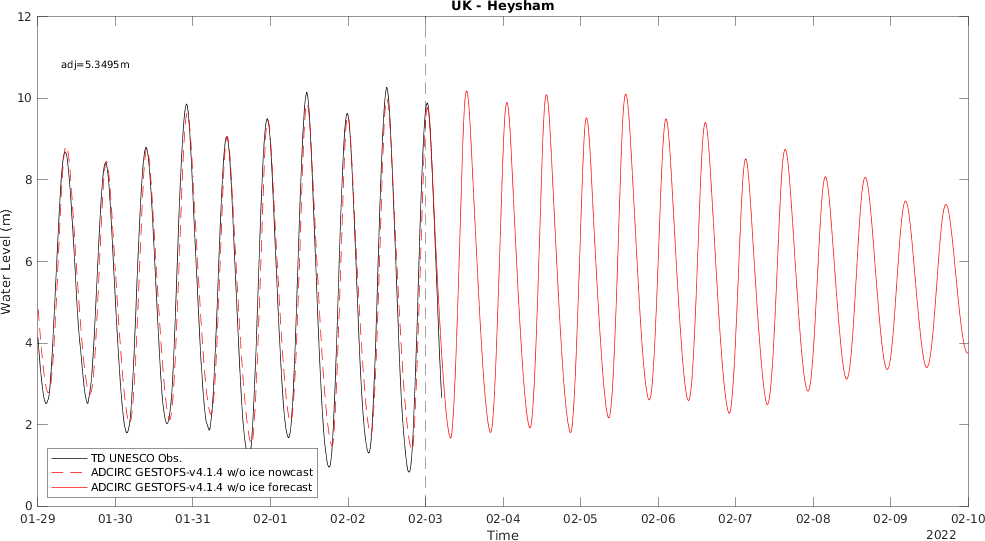 UK - Heysham
12
adj=5.3495m
10
8
6
4
2
0
Water Level (m)
TD UNESCO Obs.
ADCIRC GESTOFS-v4.1.4 w/o ice nowcast
ADCIRC GESTOFS-v4.1.4 w/o ice forecast
01-29 01-30 01-31 02-01 02-02 02-03 02-04 02-05 02-06 02-07 02-08 02-09 02-10
Time
2022